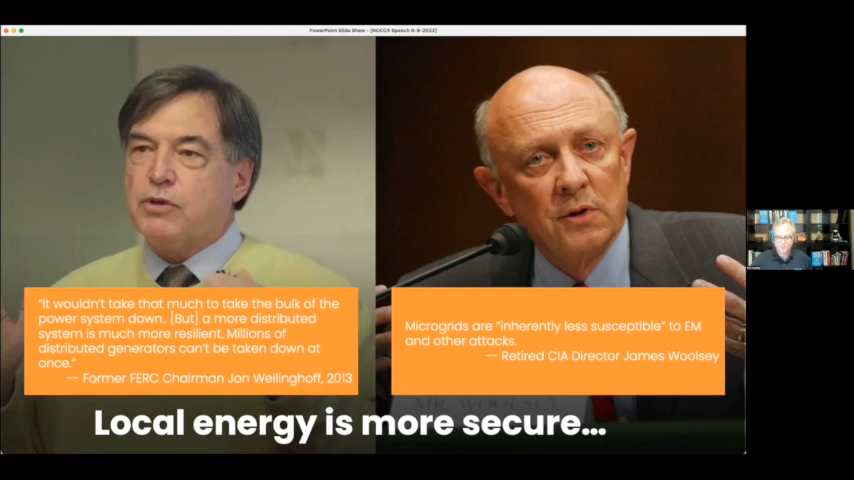 PowerPoint Slide Show - [NCCCA Speech 6-9-2022]
"It wouldn't take that much to take the bulk of the
power system down.. [But] a more distributed
system is much more resilient. Millions of
distributed generators can't be taken down at
once."
-- Former FERC Chairman Jon Wellinghoff, 2013
Microgrids are "inherently less susceptible" to EM
and other attacks.
-- Retired CIA Director James Woolsey
MR. WOOLSEY
Local energy is more secure...